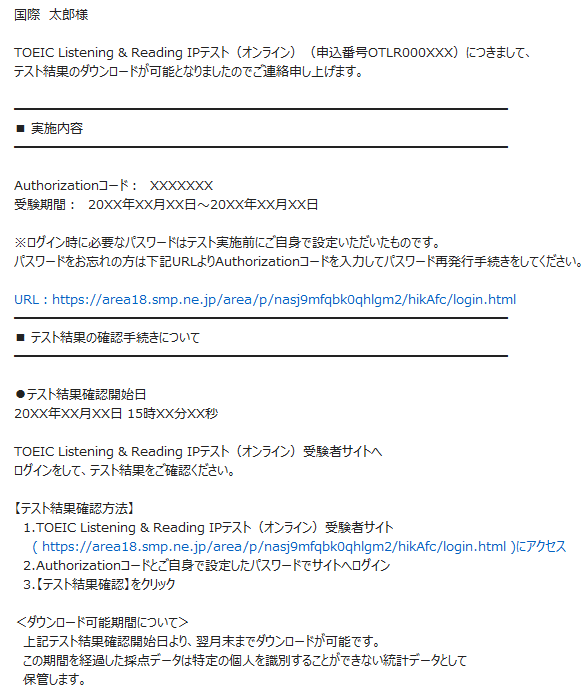 国際　太郎様
TOEIC Listening & Reading IPテスト（オンライン）（申込番号OTLR000XXX）につきまして、
テスト結果のダウンロードが可能となりましたのでご連絡申し上げます。
■ 実施内容
Authorizationコード：　XXXXXXX
受験期間：　20XX年XX月XX日～20XX年XX月XX日
※ログイン時に必要なパスワードはテスト実施前にご自身で設定いただいたものです。
パスワードをお忘れの方は下記URLよりAuthorizationコードを入力してパスワード再発行手続きをしてください。
URL：https://area18.smp.ne.jp/area/p/nasj9mfqbk0qhlgm2/hikAfc/login.html
■ テスト結果の確認手続きについて
●テスト結果確認開始日
20XX年XX月XX日 15時XX分XX秒
TOEIC Listening & Reading IPテスト（オンライン）受験者サイトへ
ログインをして、テスト結果をご確認ください。
【テスト結果確認方法】
1.TOEIC Listening & Reading IPテスト（オンライン）受験者サイト
( https://area18.smp.ne.jp/area/p/nasj9mfqbk0qhlgm2/hikAfc/login.html )にアクセス
2.Authorizationコードとご自身で設定したパスワードでサイトへログイン
3.【テスト結果確認】をクリック
＜ダウンロード可能期間について＞
上記テスト結果確認開始日より、翌月末までダウンロードが可能です。
この期間を経過した採点データは特定の個人を識別することができない統計データとして
保管します。